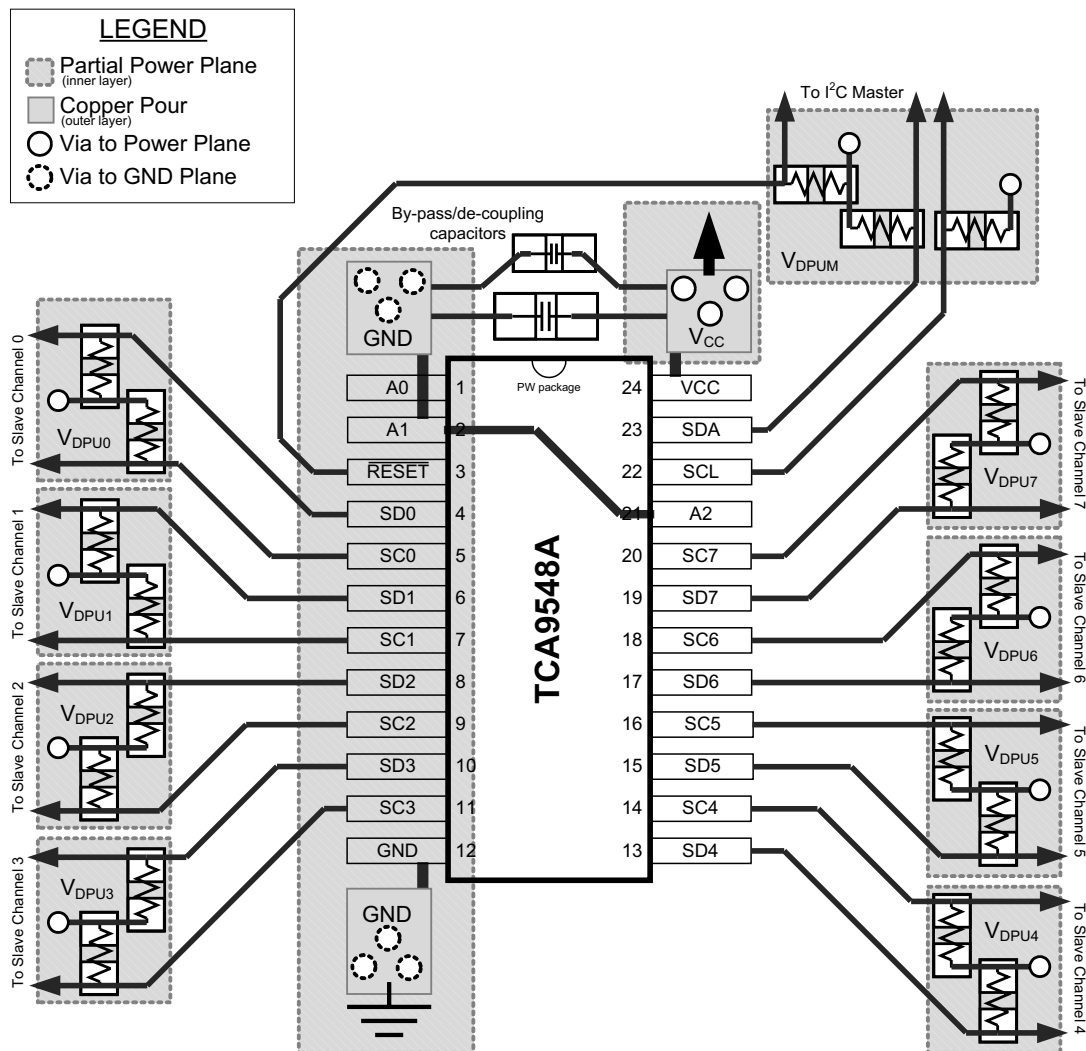 LEGEND
Partial Power Plane
(inner layer)
Copper Pour
(outer layer)
Via to Power Plane
Via to GND Plane
To I²C Master
By-pass/de-coupling
capacitors
VDPUM
GND
VCC
PW package
TCA9548A
A0 1
A1 2
RESET 3
SD0 4
SC0 5
SD1 6
SC1 7
SD2 8
SC2 9
SD3 10
SC3 11
GND 12
24 VCC
23 SDA
22 SCL
21 A2
20 SC7
19 SD7
18 SC6
17 SD6
16 SC5
15 SD5
14 SC4
13 SD4
GND
To Slave Channel 0
VDPU0
To Slave Channel 1
VDPU1
To Slave Channel 2
VDPU2
To Slave Channel 3
VDPU3
To Slave Channel 7
VDPU7
To Slave Channel 6
VDPU6
To Slave Channel 5
VDPU5
To Slave Channel 4
VDPU4